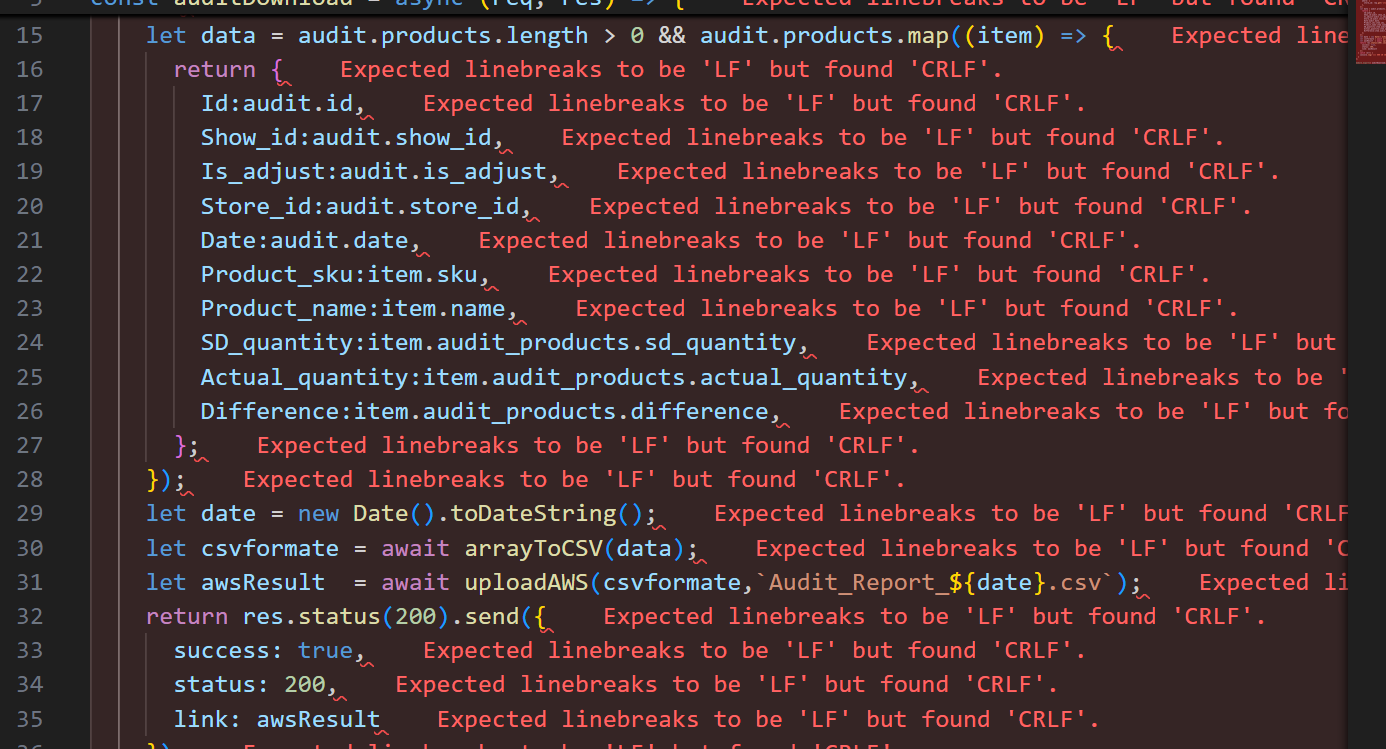 const auditDownload = async (req, res) => {    Expected linebreaks to be 'LF' but found 'CR
15 let data = audit.products.length > 0 && audit.products.map((item) => {    Expected line
16 return {    Expected linebreaks to be 'LF' but found 'CRLF'.
17 Id:audit.id,    Expected linebreaks to be 'LF' but found 'CRLF'.
18 Show_id:audit.show_id,    Expected linebreaks to be 'LF' but found 'CRLF'.
19 Is_adjust:audit.is_adjust,    Expected linebreaks to be 'LF' but found 'CRLF'.
20 Store_id:audit.store_id,    Expected linebreaks to be 'LF' but found 'CRLF'.
21 Date:audit.date,    Expected linebreaks to be 'LF' but found 'CRLF'.
22 Product_sku:item.sku,    Expected linebreaks to be 'LF' but found 'CRLF'.
23 Product_name:item.name,    Expected linebreaks to be 'LF' but found 'CRLF'.
24 SD_quantity:item.audit_products.sd_quantity,    Expected linebreaks to be 'LF' but
25 Actual_quantity:item.audit_products.actual_quantity,    Expected linebreaks to be '
26 Difference:item.audit_products.difference,    Expected linebreaks to be 'LF' but fo
27 };    Expected linebreaks to be 'LF' but found 'CRLF'.
28 });    Expected linebreaks to be 'LF' but found 'CRLF'.
29 let date = new Date().toDateString();    Expected linebreaks to be 'LF' but found 'CRLF
30 let csvformate = await arrayToCSV(data);    Expected linebreaks to be 'LF' but found 'C
31 let awsResult  = await uploadAWS(csvformate,`Audit_Report_${date}.csv`);    Expected li
32 return res.status(200).send({    Expected linebreaks to be 'LF' but found 'CRLF'.
33 success: true,    Expected linebreaks to be 'LF' but found 'CRLF'.
34 status: 200,    Expected linebreaks to be 'LF' but found 'CRLF'.
35 link: awsResult    Expected linebreaks to be 'LF' but found 'CRLF'.